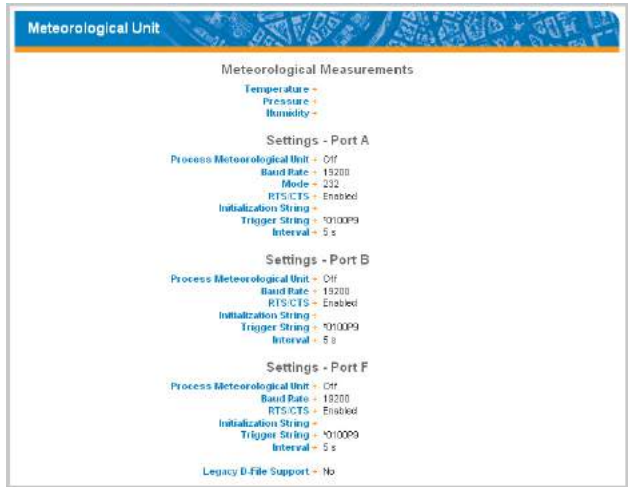 Meteorological Unit
Meteorological Measurements
Temperature
Pressure
Humidity
Settings - Port A
Process Meteorological Unit Off
Baud Rate 19200
Mode 232
RTS/CTS Enabled
Initialization String
Trigger String *0100P9
Interval 5 s
Settings - Port B
Process Meteorological Unit Off
Baud Rate 19200
RTS/CTS Enabled
Initialization String
Trigger String *0100P9
Interval 5 s
Settings - Port F
Process Meteorological Unit Off
Baud Rate 19200
RTS/CTS Enabled
Initialization String
Trigger String *0100P9
Interval 5 s
Legacy D-File Support No